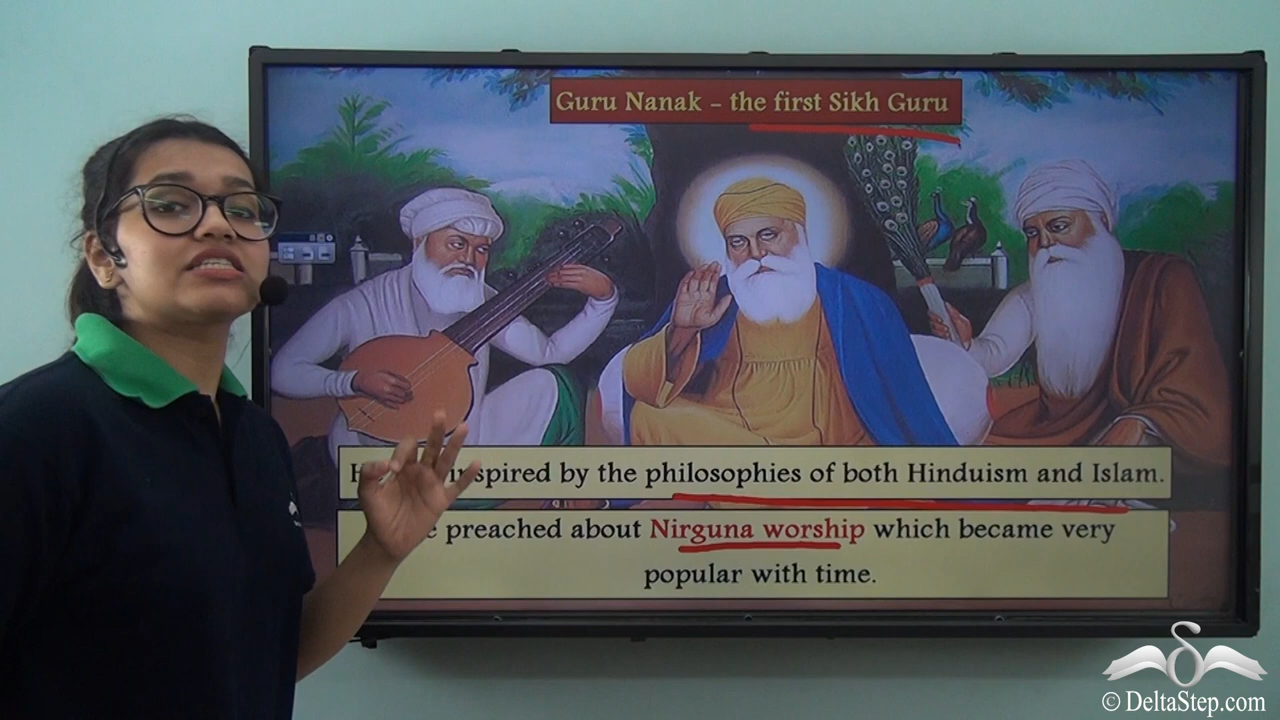 Guru Nanak – the first Sikh Guru
inspired by the philosophies of both Hinduism and Islam.
preached about Nirguna worship which became very
popular with time.
© DeltaStep.com